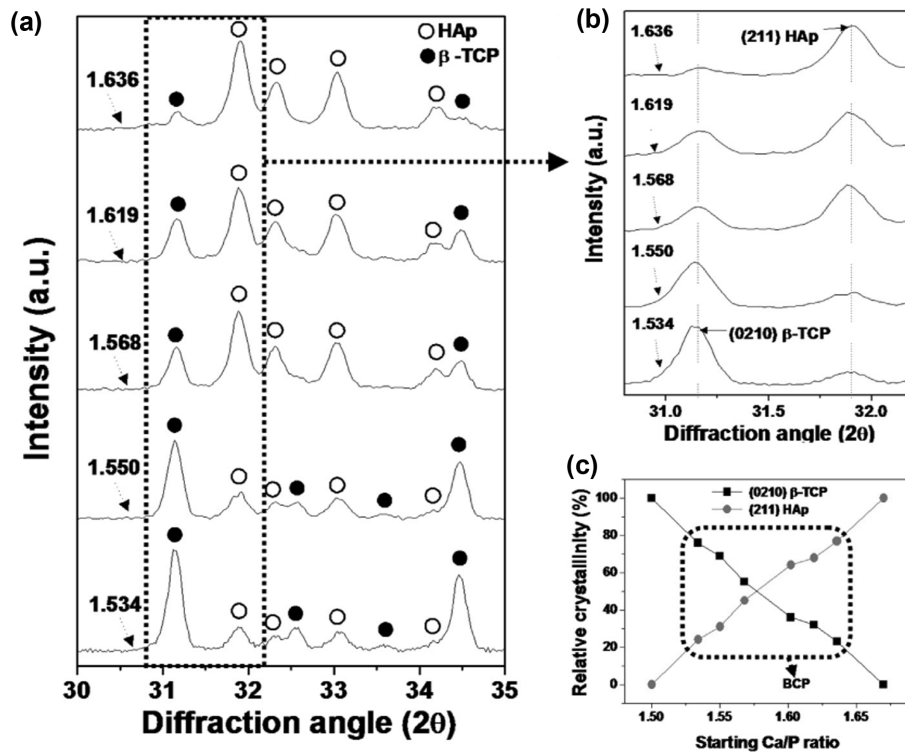 (a)
HAp
β -TCP
1.636
1.619
1.568
1.550
1.534
Intensity (a.u.)
30 31 32 33 34 35
Diffraction angle (2θ)
(b)
1.636
(211) HAp
1.619
1.568
1.550
1.534
(0210) β-TCP
Intensity (a.u.)
31.0 31.5 32.0
Diffraction angle (2θ)
(c)
(0210) β-TCP
(211) HAp
100
80
60
40
20
0
BCP
Relative crystallinity (%)
1.50 1.55 1.60 1.65
Starting Ca/P ratio